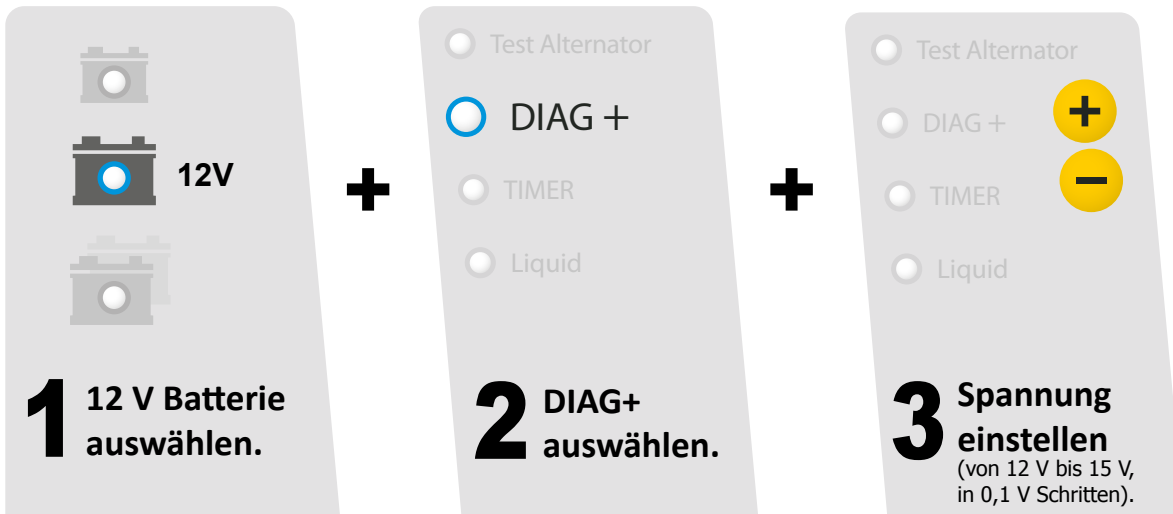 12V
+
Test Alternator
DIAG +
TIMER
Liquid
+
Test Alternator
DIAG +
TIMER
Liquid
+
−
1 12 V Batterie
auswählen.
2 DIAG+
auswählen.
3 Spannung
einstellen
(von 12 V bis 15 V,
in 0,1 V Schritten).